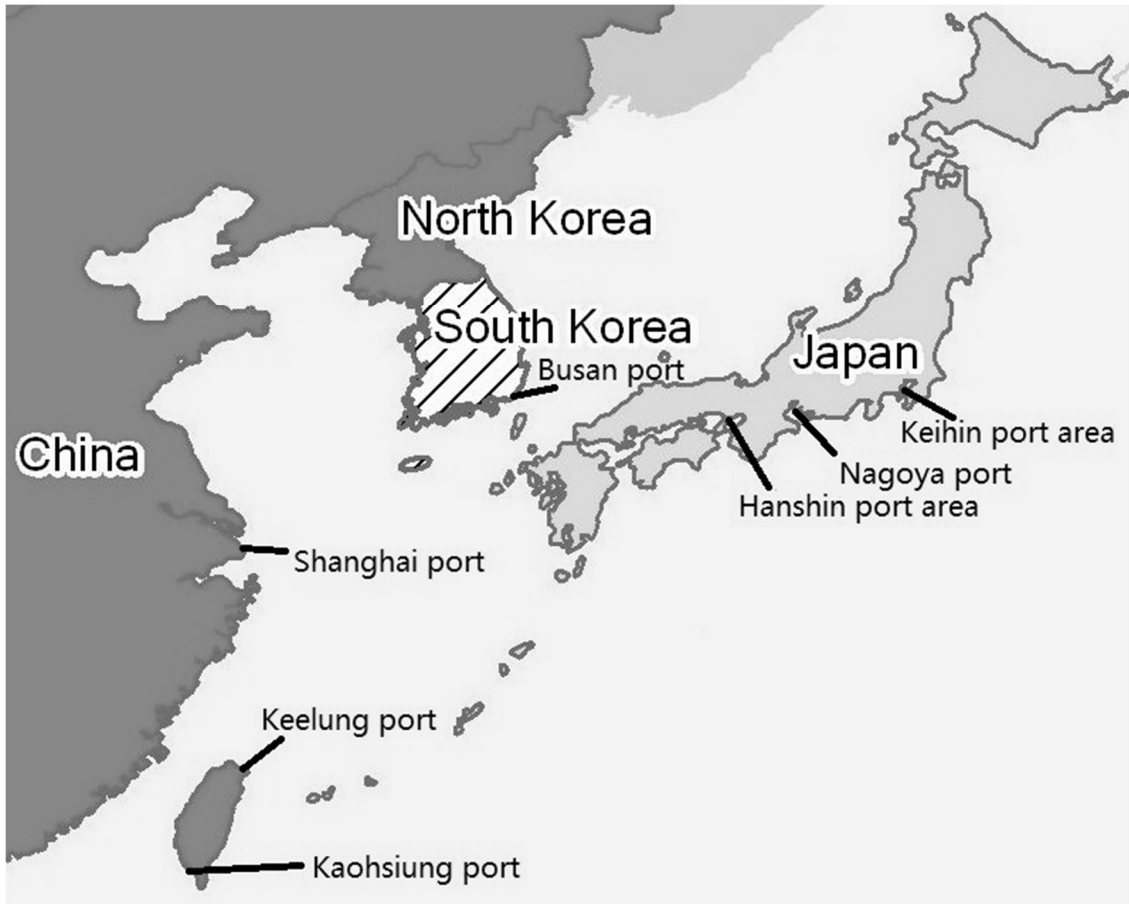 North Korea
South Korea
Busan port
Japan
Keihin port area
Nagoya port
Hanshin port area
China
Shanghai port
Keelung port
Kaohsiung port